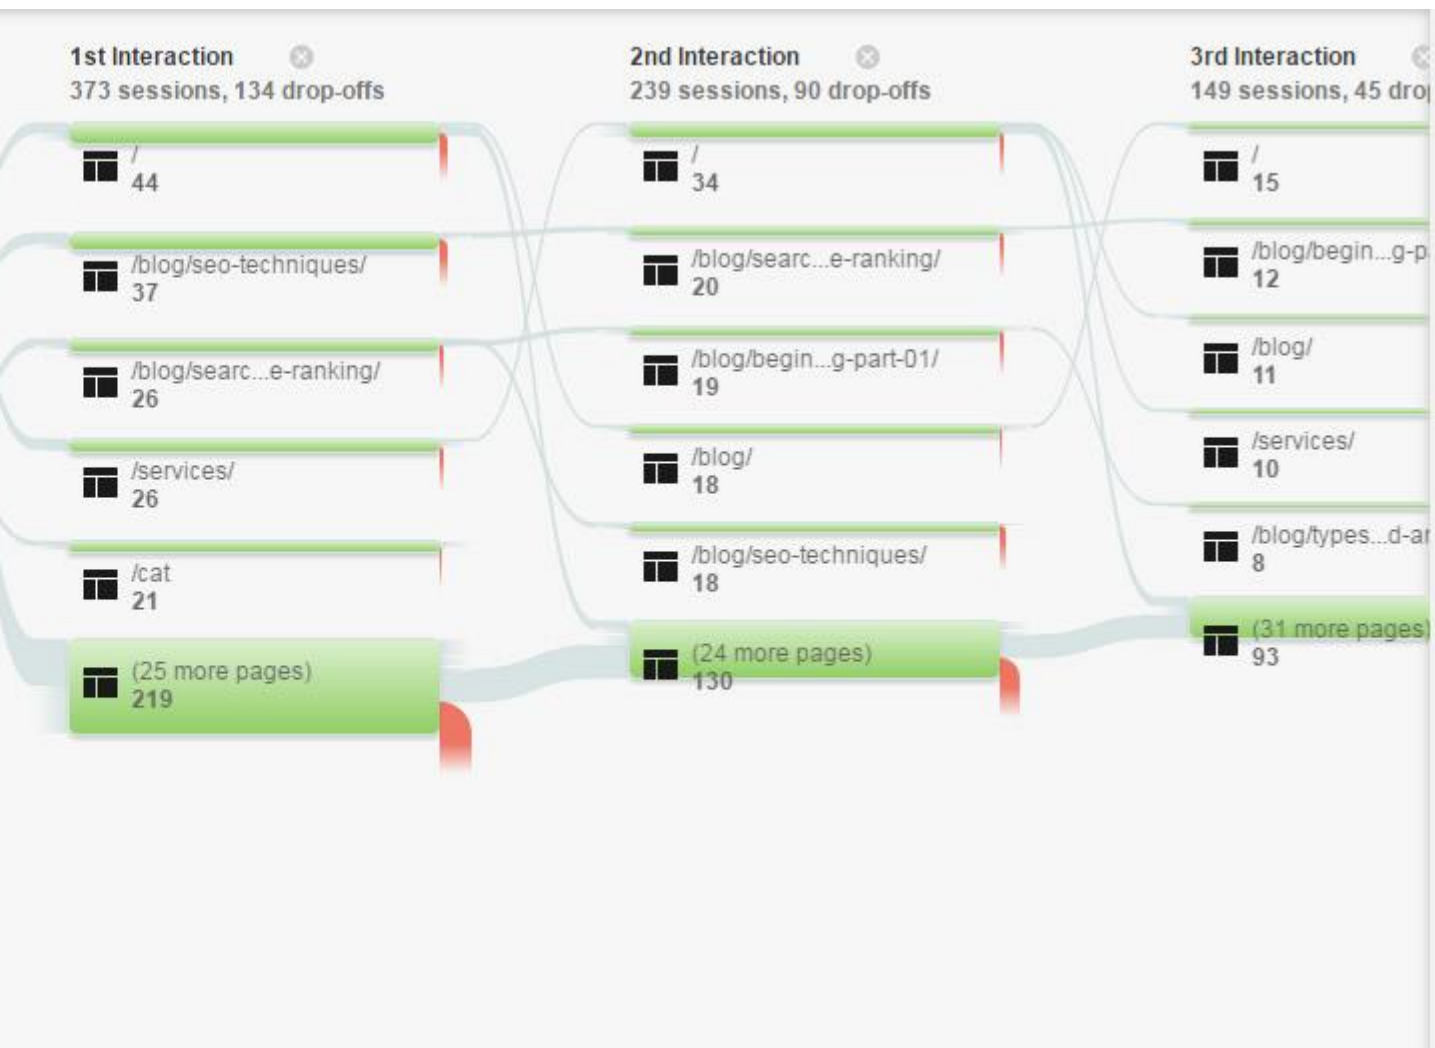 1st Interaction
373 sessions, 134 drop-offs
/
44
/blog/seo-techniques/
37
/blog/searc...e-ranking/
26
/services/
26
/cat
21
(25 more pages)
219
2nd Interaction
239 sessions, 90 drop-offs
/
34
/blog/searc...e-ranking/
20
/blog/begin...g-part-01/
19
/blog/
18
/blog/seo-techniques/
18
(24 more pages)
130
3rd Interaction
149 sessions, 45
/
15
/blog/begin...g-p
12
/blog/
11
/services/
10
/blog/types...d-ar
8
(31 more pages)
93